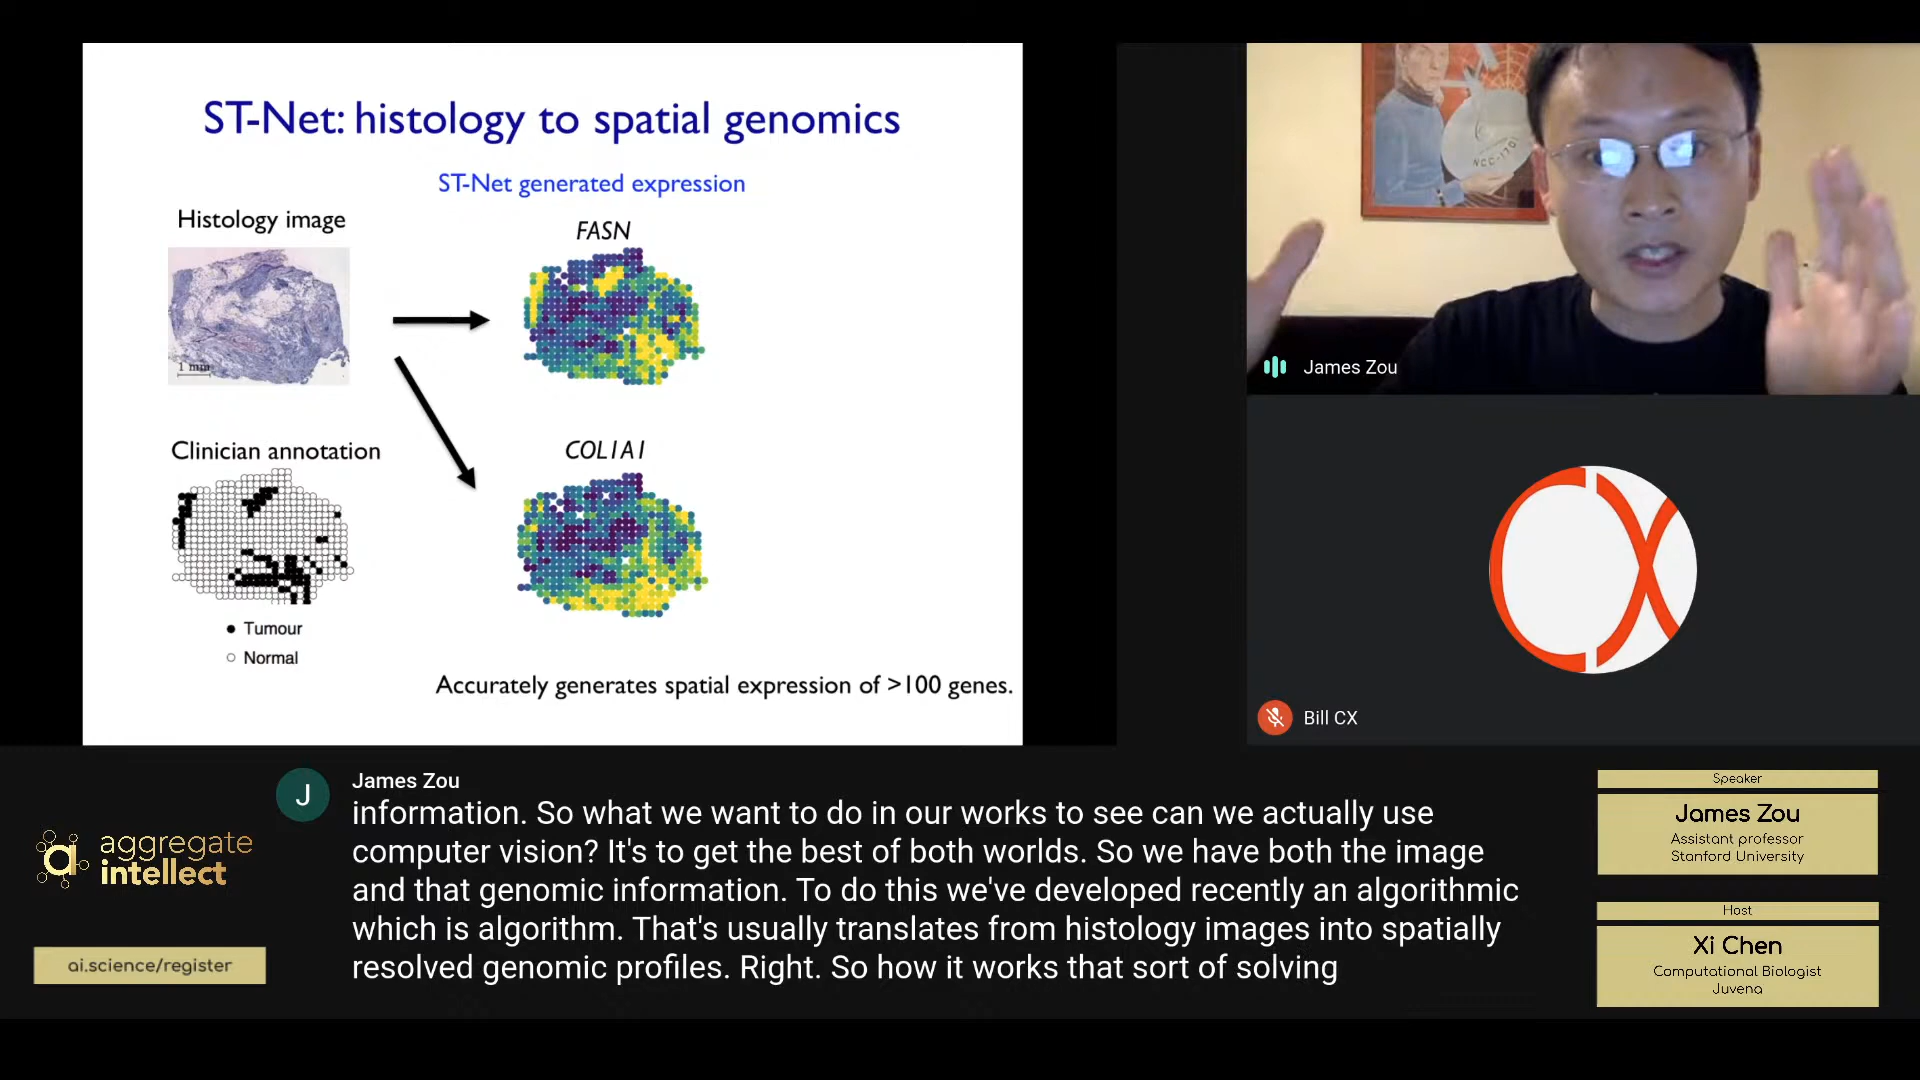 ST-Net: histology to spatial genomics
ST-Net generated expression
Histology image
FASN
1 mm
Clinician annotation
COL1A1
Tumour
Normal
Accurately generates spatial expression of >100 genes.
NCC-170
James Zou
Bill CX
J
James Zou
information. So what we want to do in our works to see can we actually use
computer vision? It's to get the best of both worlds. So we have both the image
and that genomic information. To do this we've developed recently an algorithmic
which is algorithm. That's usually translates from histology images into spatially
resolved genomic profiles. Right. So how it works that sort of solving
aggregate
intellect
ai.science/register
Speaker
James Zou
Assistant professor
Stanford University
Host
Xi Chen
Computational Biologist
Juvena